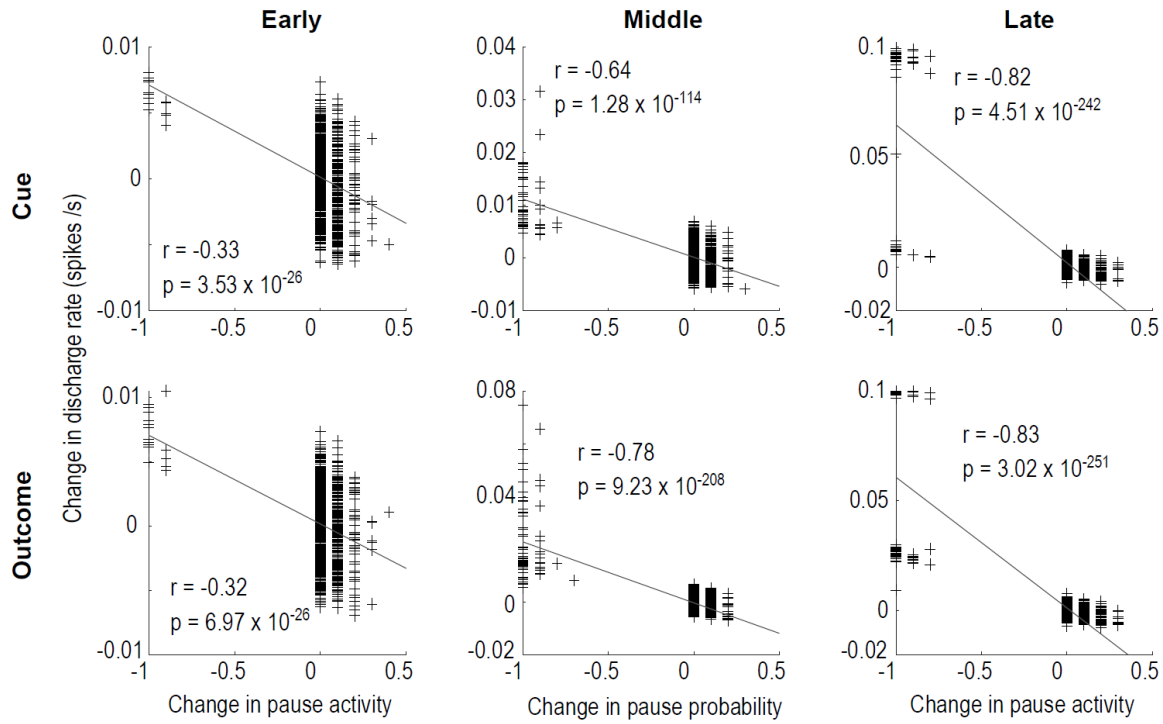 Early
Middle
Late
Cue
Outcome
Change in discharge rate (spikes /s)
0.01
0
-0.01
-1
-0.5
0
0.5
r = -0.33
p = 3.53 x 10^-26
0.04
0.03
0.02
0.01
0
-0.01
-1
-0.5
0
0.5
r = -0.64
p = 1.28 x 10^-114
0.1
0.05
0
-0.02
-1
-0.5
0
0.5
r = -0.82
p = 4.51 x 10^-242
0.01
0
-0.01
-1
-0.5
0
0.5
r = -0.32
p = 6.97 x 10^-26
Change in pause activity
0.08
0.04
0
-0.02
-1
-0.5
0
0.5
r = -0.78
p = 9.23 x 10^-208
Change in pause probability
0.1
0.05
0
-0.02
-1
-0.5
0
0.5
r = -0.83
p = 3.02 x 10^-251
Change in pause activity